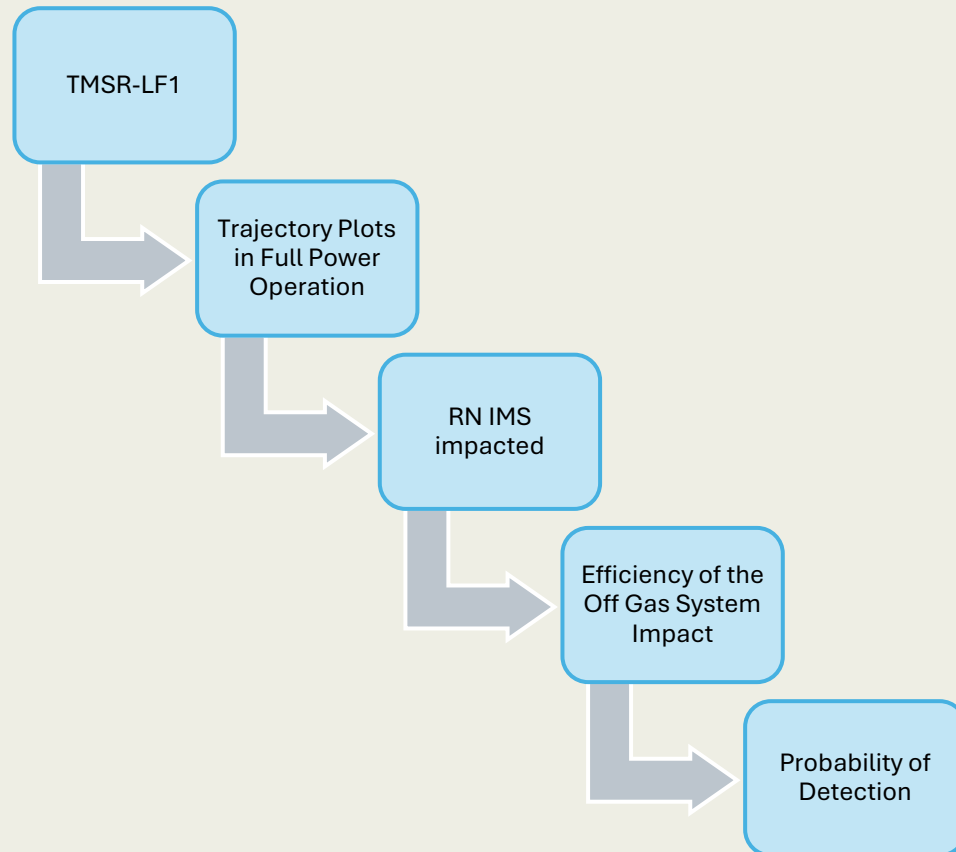 TMSR-LF1
Trajectory Plots
in Full Power
Operation
RN IMS
impacted
Efficiency of the
Off Gas System
Impact
Probability of
Detection